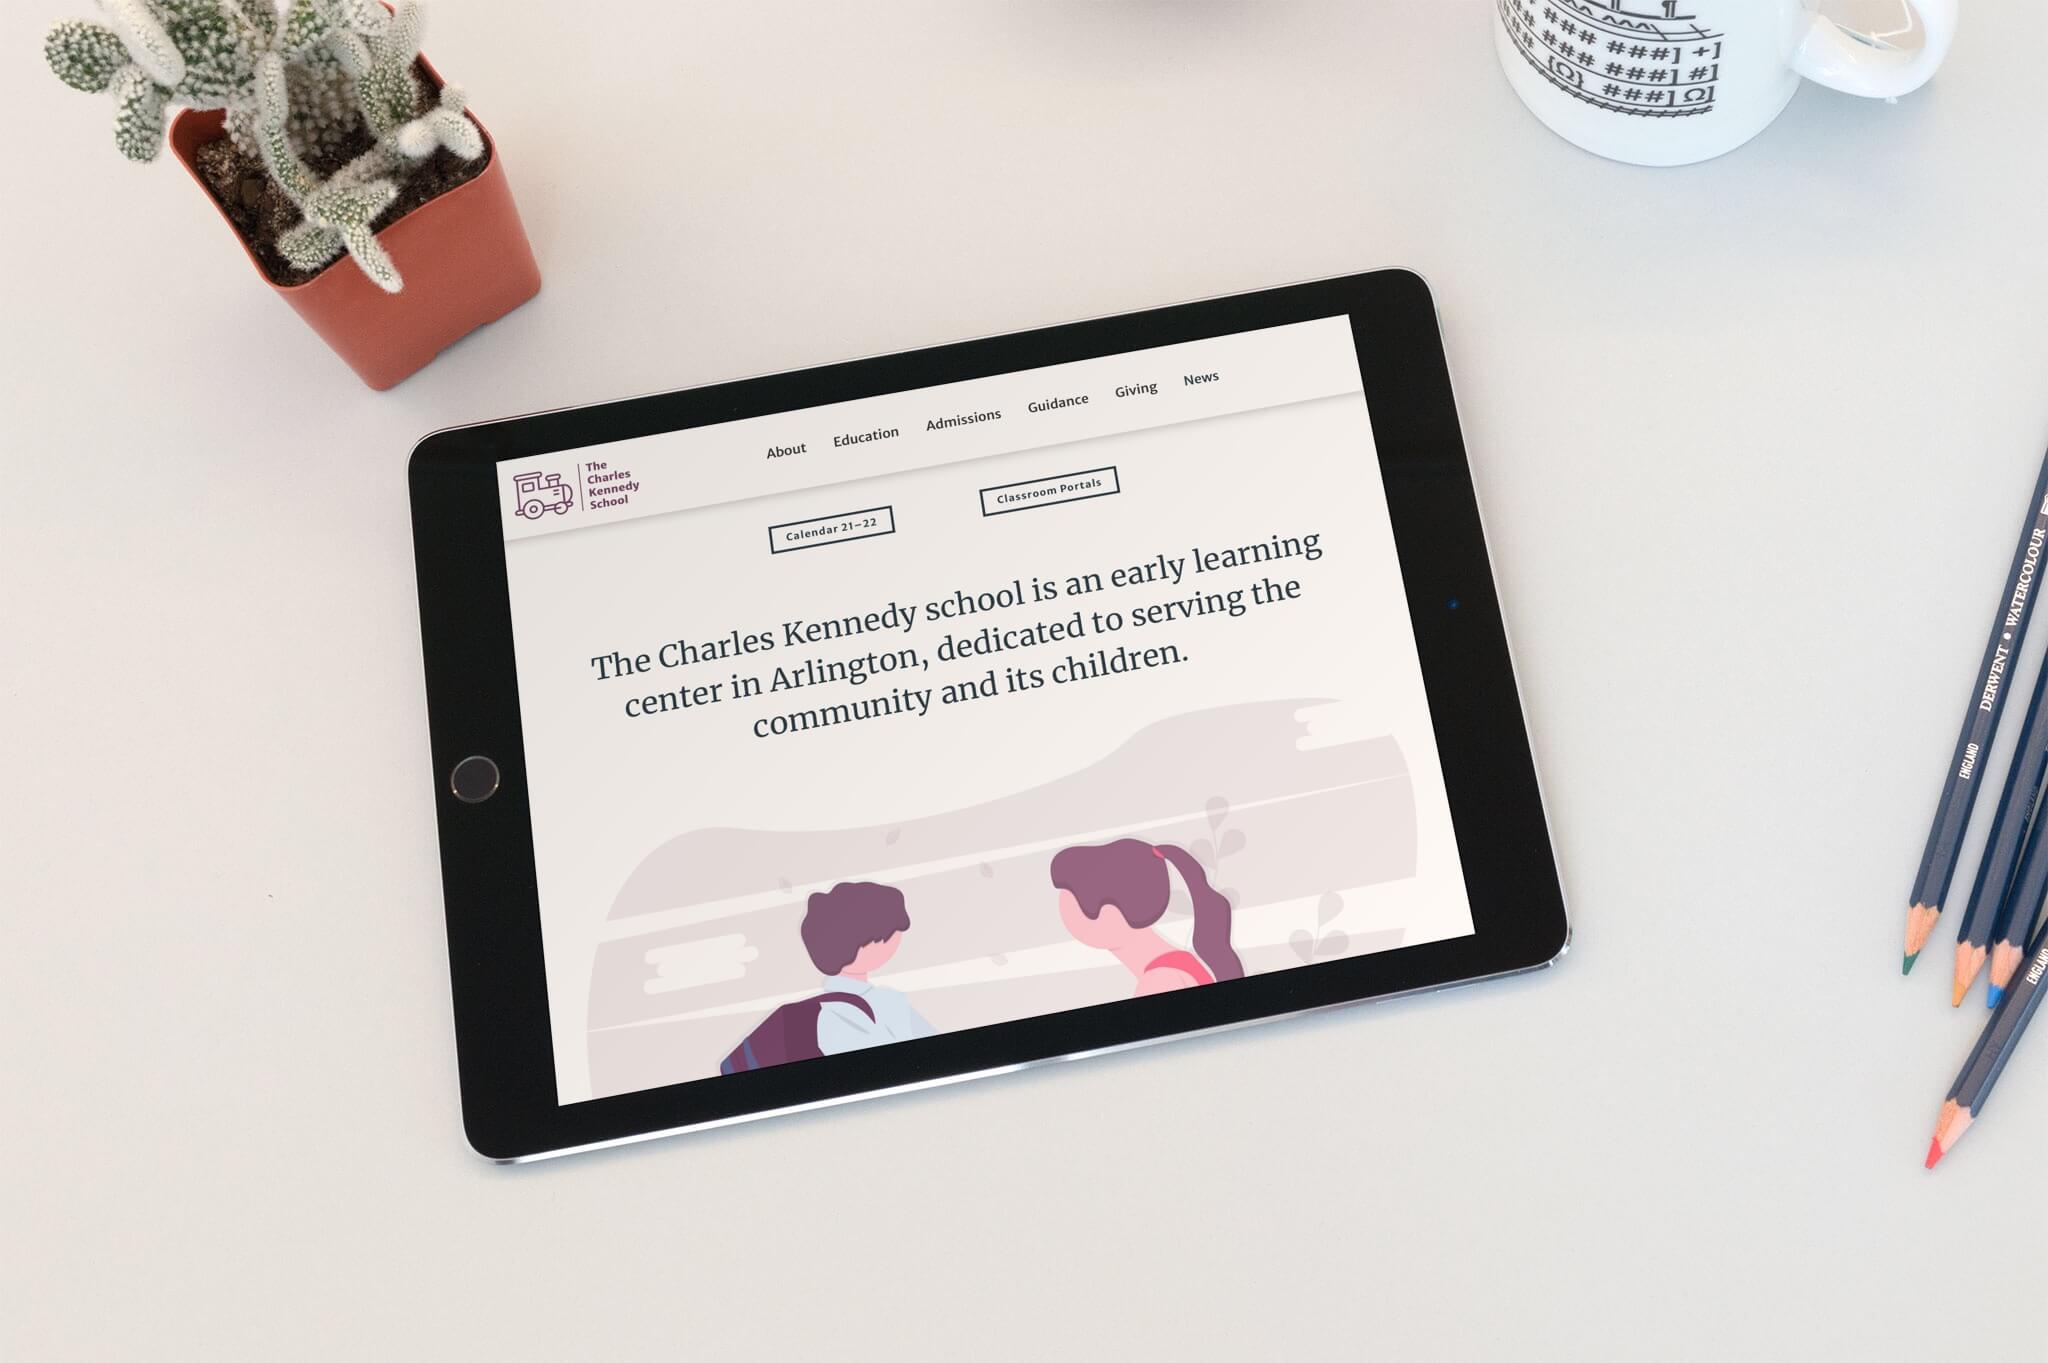 ###] +]
###] #]
{Ω} ###] Ω]
The
Charles
Kennedy
School
About
Education
Admissions
Guidance
Giving
News
Calendar 21–22
Classroom Portals
The Charles Kennedy school is an early learning
center in Arlington, dedicated to serving the
community and its children.
DERWENT • WATERCOLOUR
ENGLAND
ENGLAND